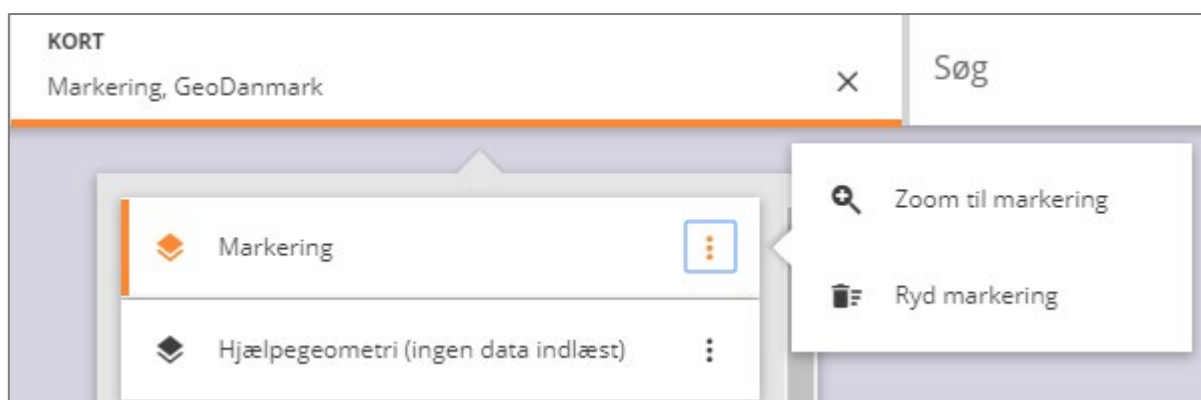 KORT
Markering, GeoDanmark
Søg
Markering
Zoom til markering
Ryd markering
Hjælpegeometri (ingen data indlæst)